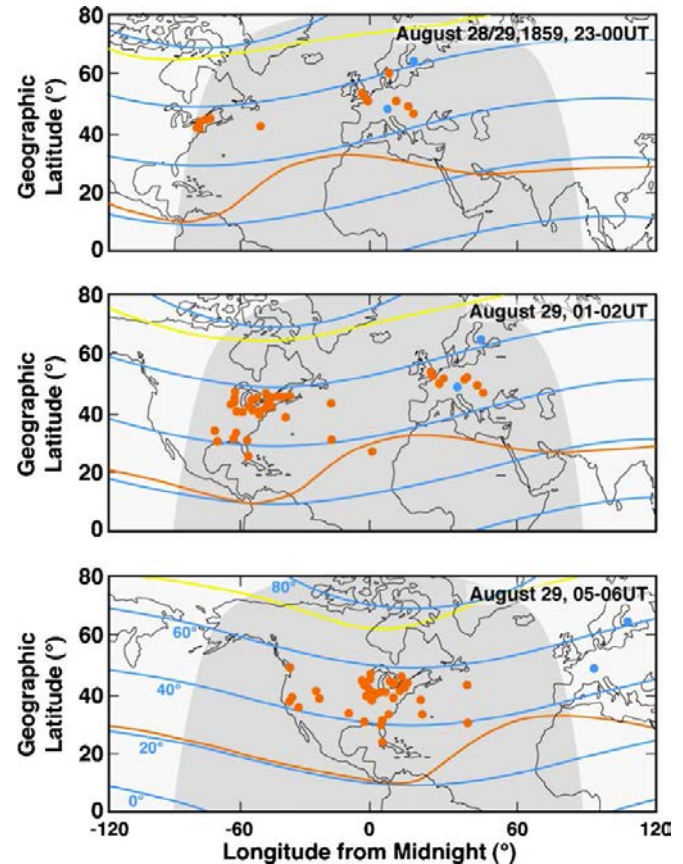 80
August 28/29,1859, 23-00UT
60
Geographic
Latitude (°)
40
20
0
80
August 29, 01-02UT
60
Geographic
Latitude (°)
40
20
0
80
80°
August 29, 05-06UT
60
60°
Geographic
Latitude (°)
40
40°
20
20°
0
0°
-120 -60 0 60 120
Longitude from Midnight (°)